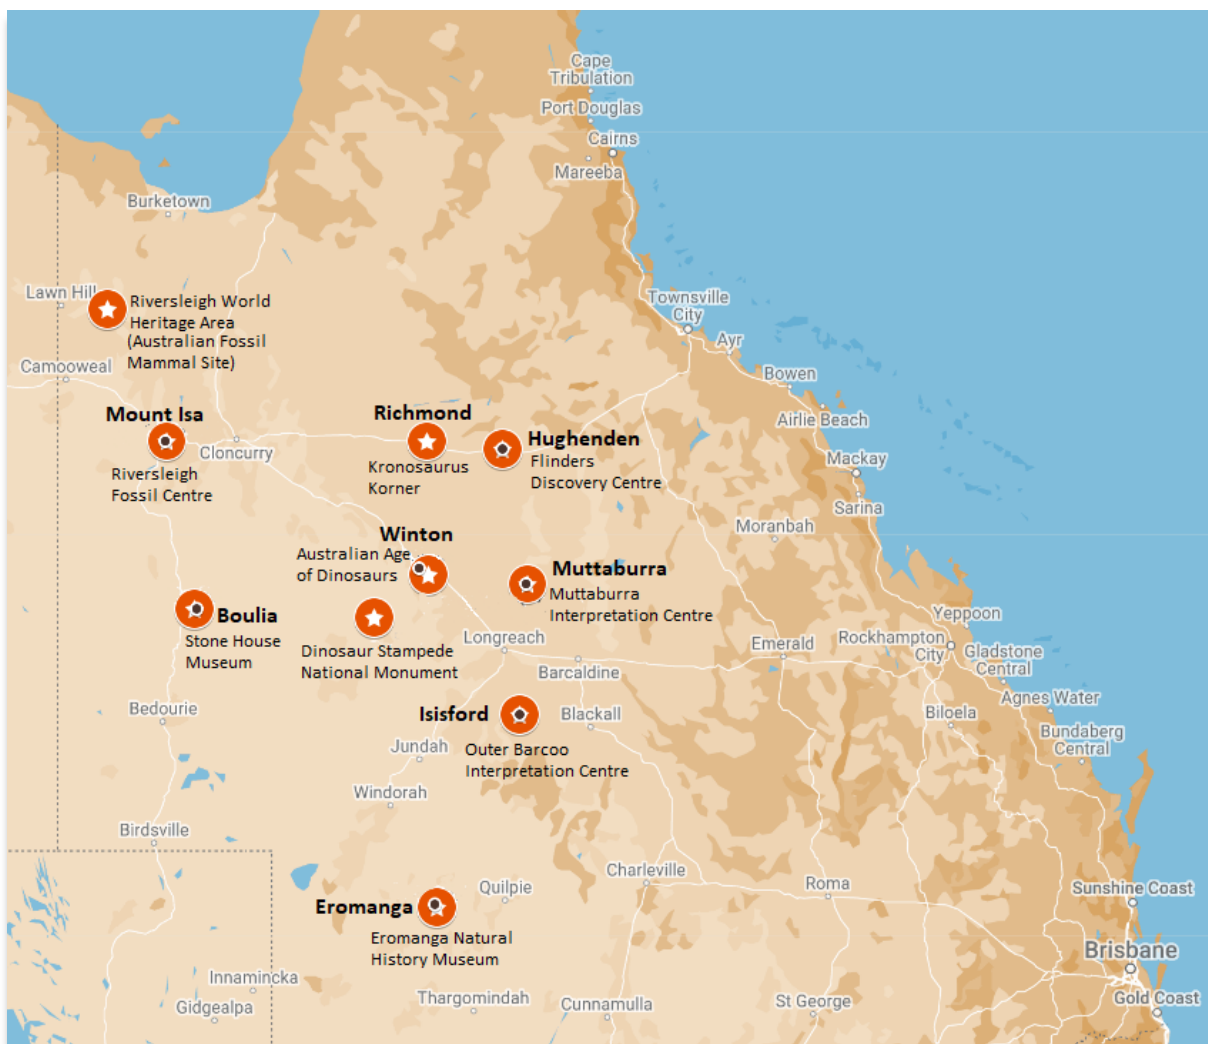 Cape
Tribulation
Port Douglas
Cairns
Mareeba
Burketown
Lawn Hill
Riversleigh World
Heritage Area
(Australian Fossil
Mammal Site)
Townsville
City
Ayr
Camooweal
Bowen
Airlie Beach
Mount Isa
Richmond
Hughenden
Cloncurry
Flinders
Discovery Centre
Kronosaurus
Korner
Riversleigh
Fossil Centre
Mackay
Sarina
Moranbah
Winton
Australian Age
of Dinosaurs
Muttaburra
Muttaburra
Interpretation Centre
Boulia
Stone House
Museum
Dinosaur Stampede
National Monument
Longreach
Barcaldine
Emerald
Yeppoon
Rockhampton
City
Gladstone
Central
Agnes Water
Bedourie
Isisford
Blackall
Biloela
Bundaberg
Central
Jundah
Outer Barcoo
Interpretation Centre
Windorah
Birdsville
Charleville
Roma
Quilpie
Sunshine Coast
Eromanga
Eromanga Natural
History Museum
Brisbane
Innamincka
Gidgealpa
Thargomindah
Cunnamulla
St George
Gold Coast